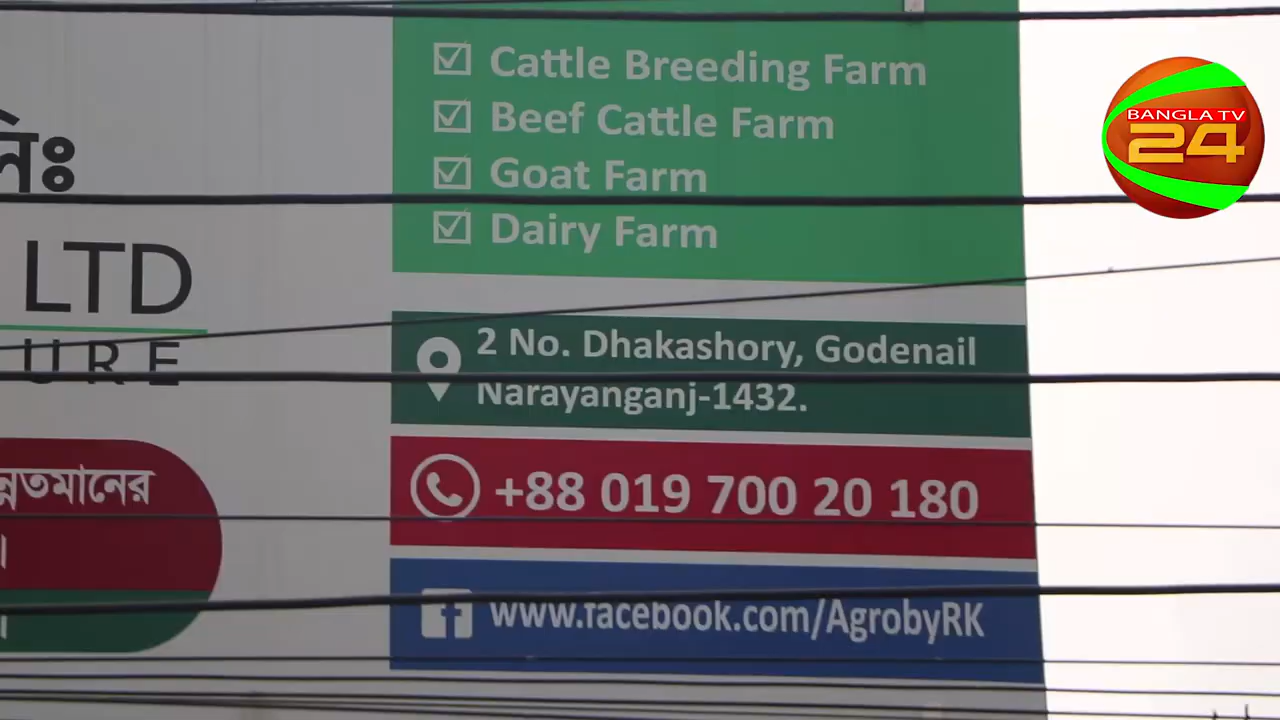 Cattle Breeding Farm
Beef Cattle Farm
Goat Farm
Dairy Farm
BANGLA TV
24
লিঃ
LTD
2 No. Dhakashory, Godenail
Narayanganj-1432.
+88 019 700 20 180
www.facebook.com/AgrobyRK